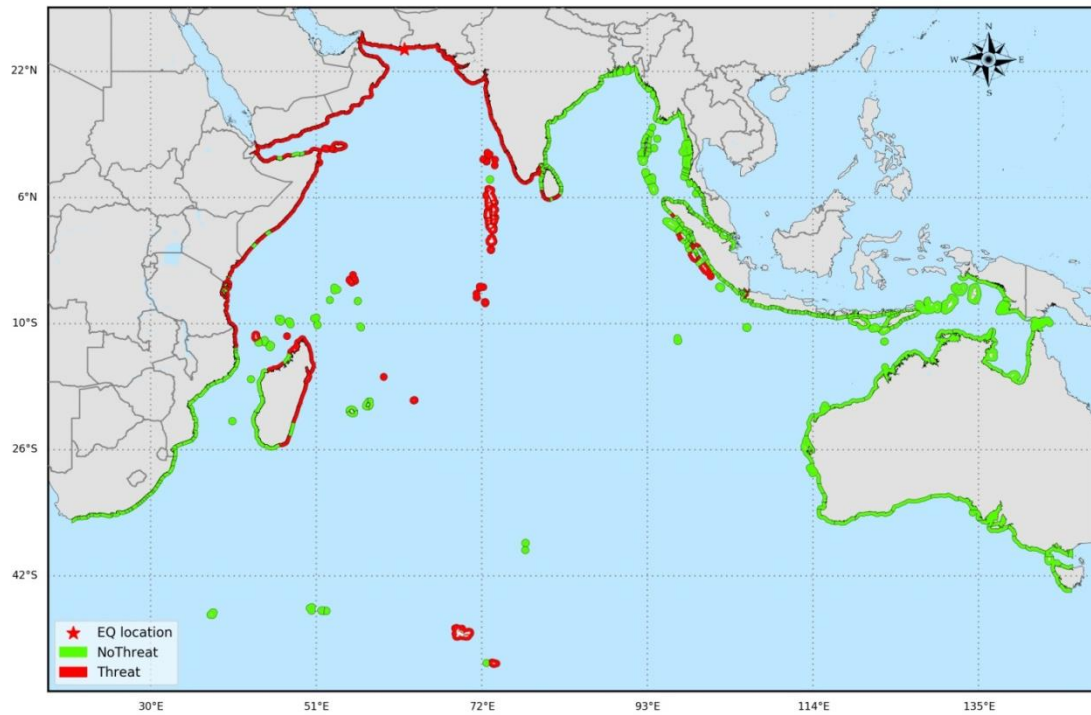 N
W E
S
22°N
6°N
10°S
26°S
42°S
EQ location
NoThreat
Threat
30°E 51°E 72°E 93°E 114°E 135°E